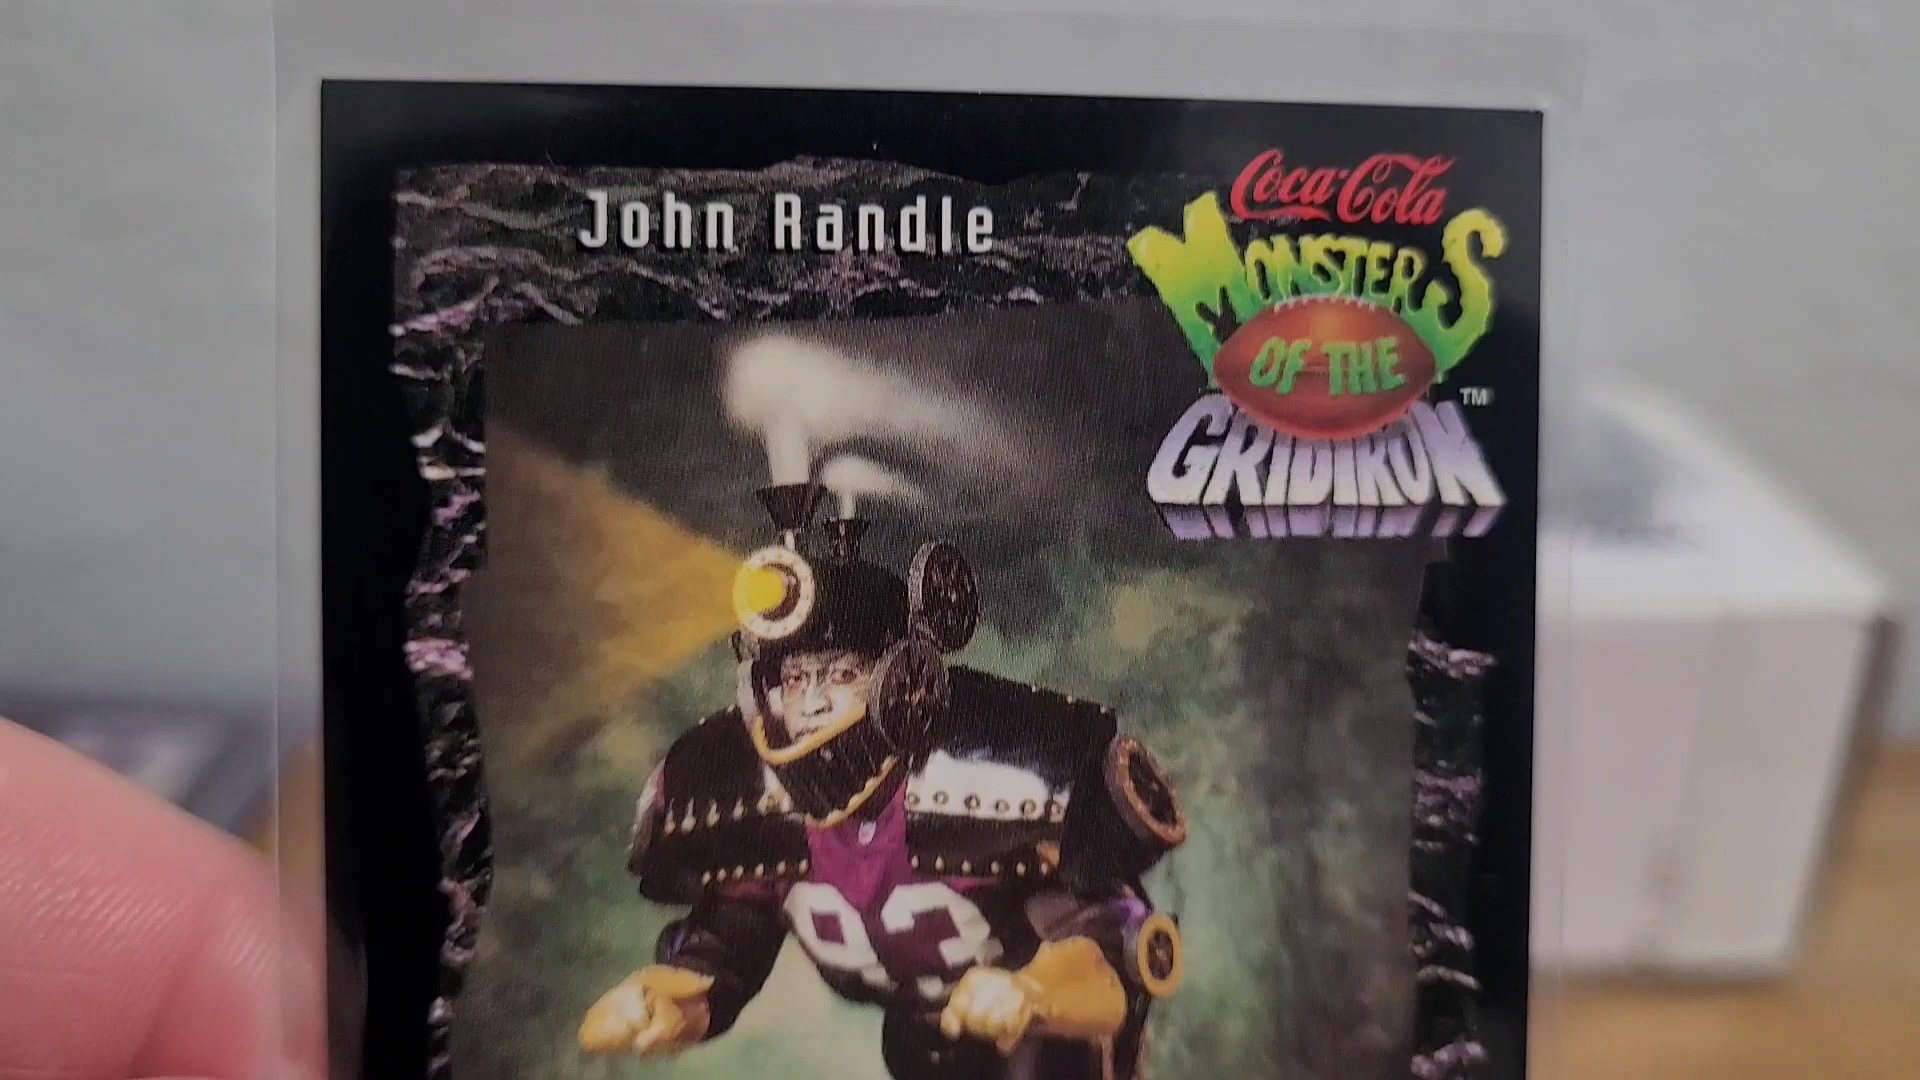 John Randle
Coca-Cola
MONSTERS
OF THE
GRIDIRON
TM
93